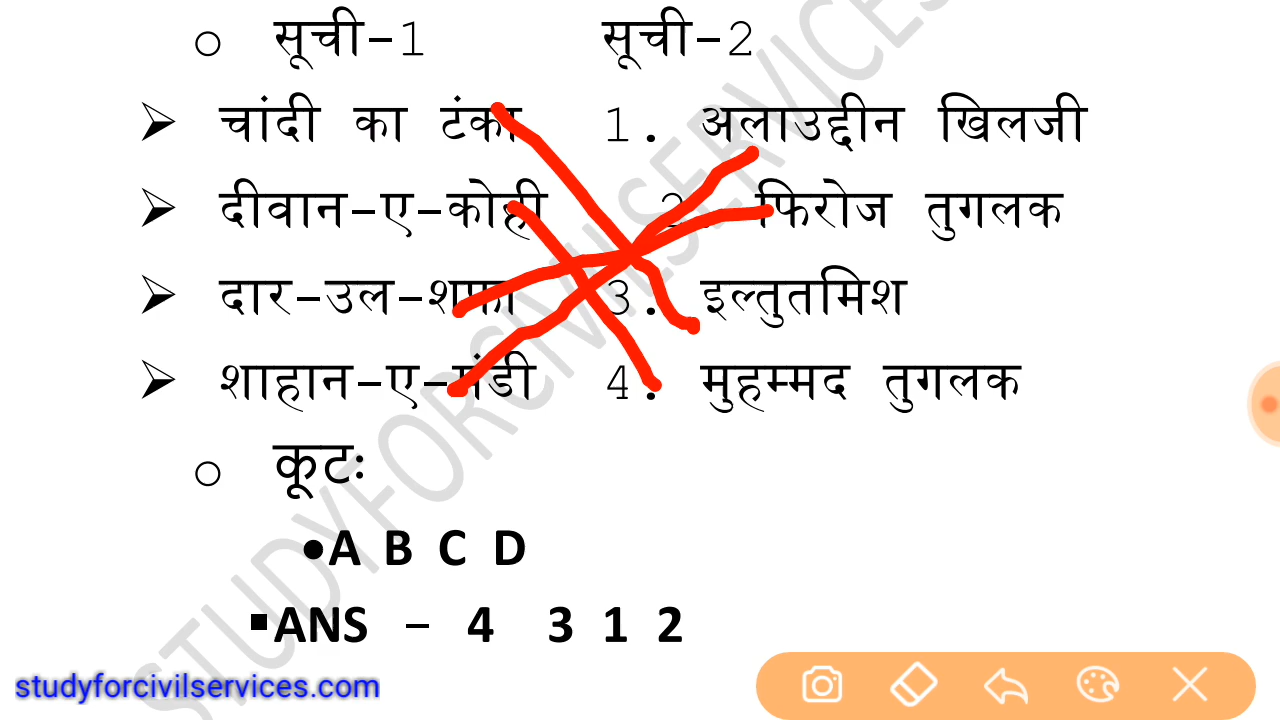 ○ सूची-1 सूची-2
➢ चांदी का टंका 1. अलाउद्दीन खिलजी
➢ दीवान-ए-कोही 2. फिरोज तुगलक
➢ दार-उल-शफा 3. इल्तुतमिश
➢ शाहान-ए-मंडी 4. मुहम्मद तुगलक
○ कूटः
•A B C D
▪ANS – 4 3 1 2
studyforcivilservices.com
STUDYFORCIVILSERVICES